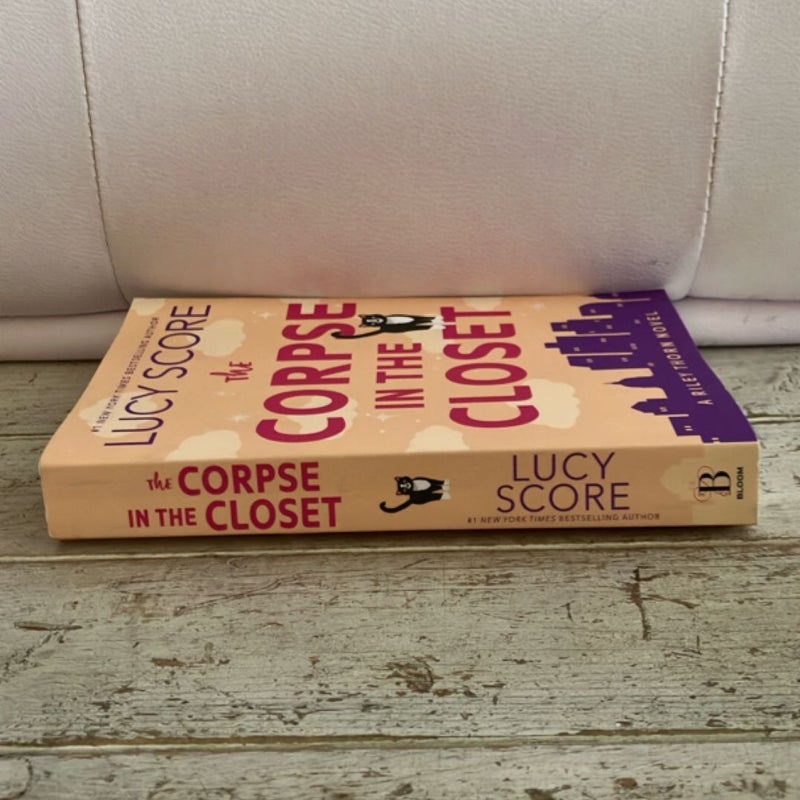 #1 NEW YORK TIMES BESTSELLING AUTHOR
LUCY SCORE
the
CORPSE
IN THE
CLOSET
A RILEY THORN NOVEL
the CORPSE
IN THE CLOSET
LUCY
SCORE
#1 NEW YORK TIMES BESTSELLING AUTHOR
B
BLOOM